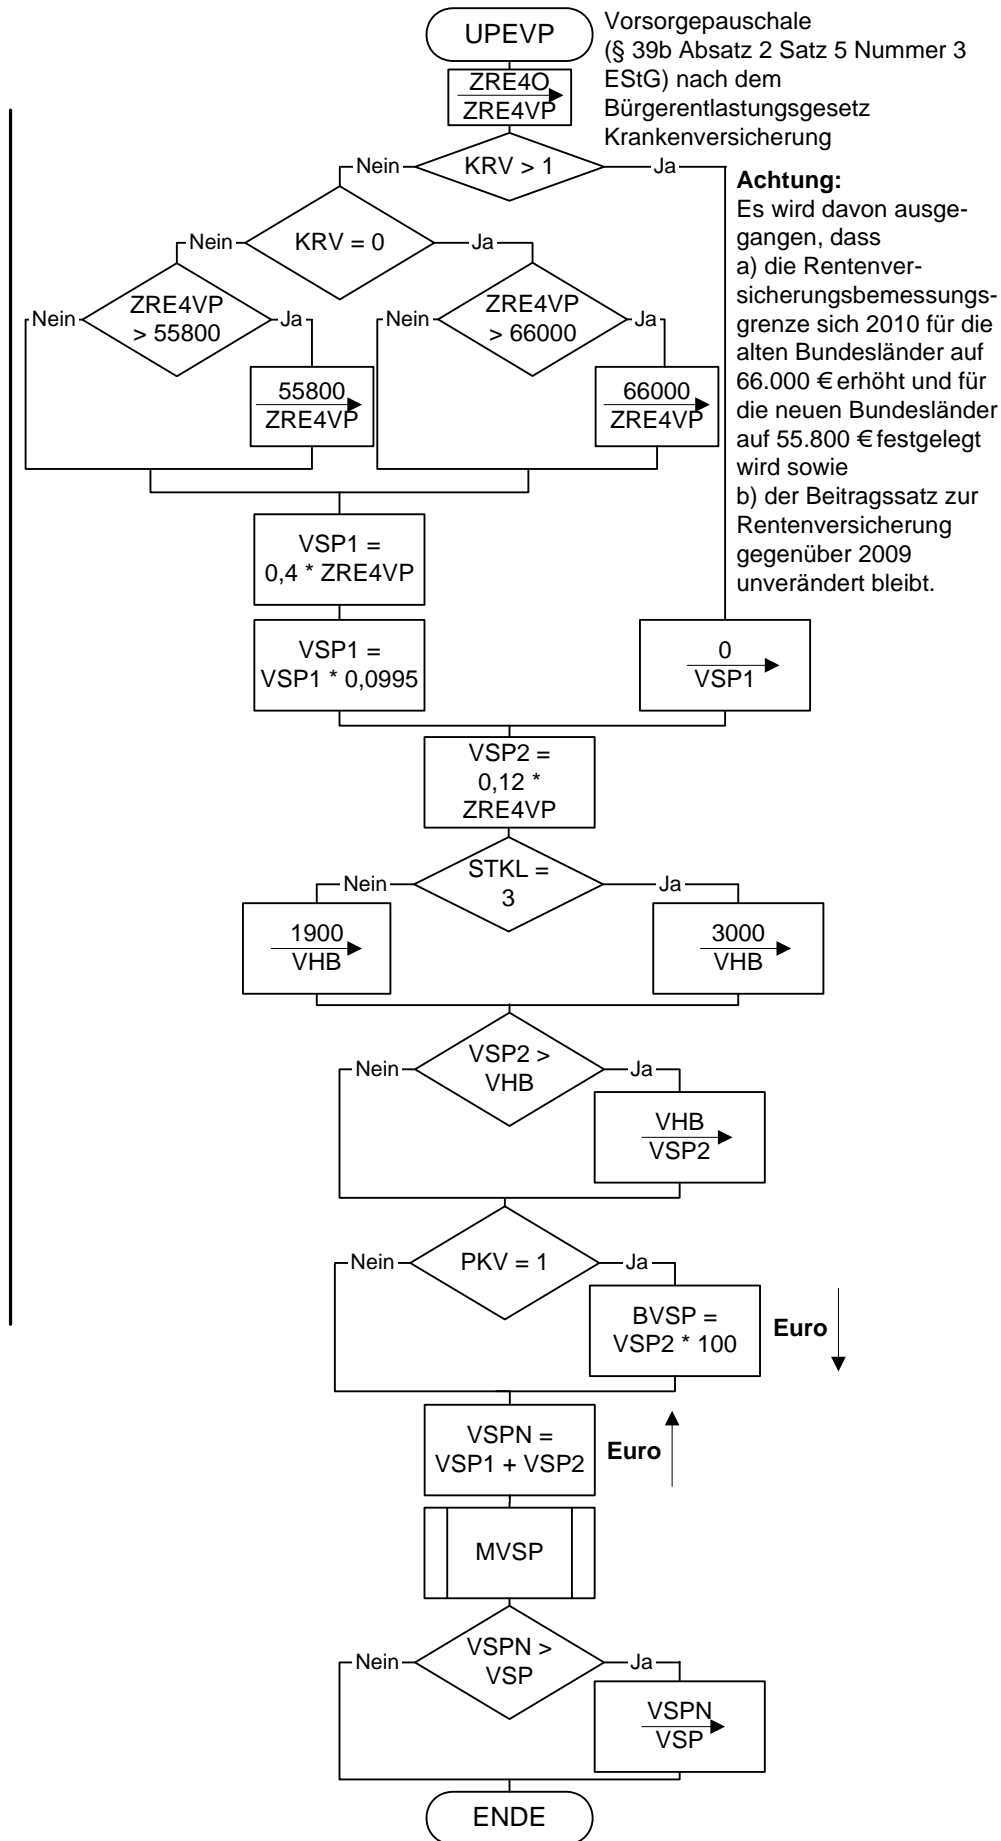 UPEVP
Vorsorgepauschale
(§ 39b Absatz 2 Satz 5 Nummer 3
EStG) nach dem
Bürgerentlastungsgesetz
Krankenversicherung
ZRE4O
ZRE4VP
Nein
KRV > 1
Ja
Achtung:
Es wird davon ausge-
gangen, dass
a) die Rentenver-
sicherungsbemessungs-
grenze sich 2010 für die
alten Bundesländer auf
66.000 € erhöht und für
die neuen Bundesländer
auf 55.800 € festgelegt
wird sowie
b) der Beitragssatz zur
Rentenversicherung
gegenüber 2009
unverändert bleibt.
Nein
KRV = 0
Ja
Nein
ZRE4VP
> 55800
Ja
Nein
ZRE4VP
> 66000
Ja
55800
ZRE4VP
66000
ZRE4VP
VSP1 =
0,4 * ZRE4VP
VSP1 =
VSP1 * 0,0995
0
VSP1
VSP2 =
0,12 *
ZRE4VP
Nein
STKL =
3
Ja
1900
VHB
3000
VHB
Nein
VSP2 >
VHB
Ja
VHB
VSP2
Nein
PKV = 1
Ja
BVSP =
VSP2 * 100
Euro
VSPN =
VSP1 + VSP2
Euro
MVSP
Nein
VSPN >
VSP
Ja
VSPN
VSP
ENDE